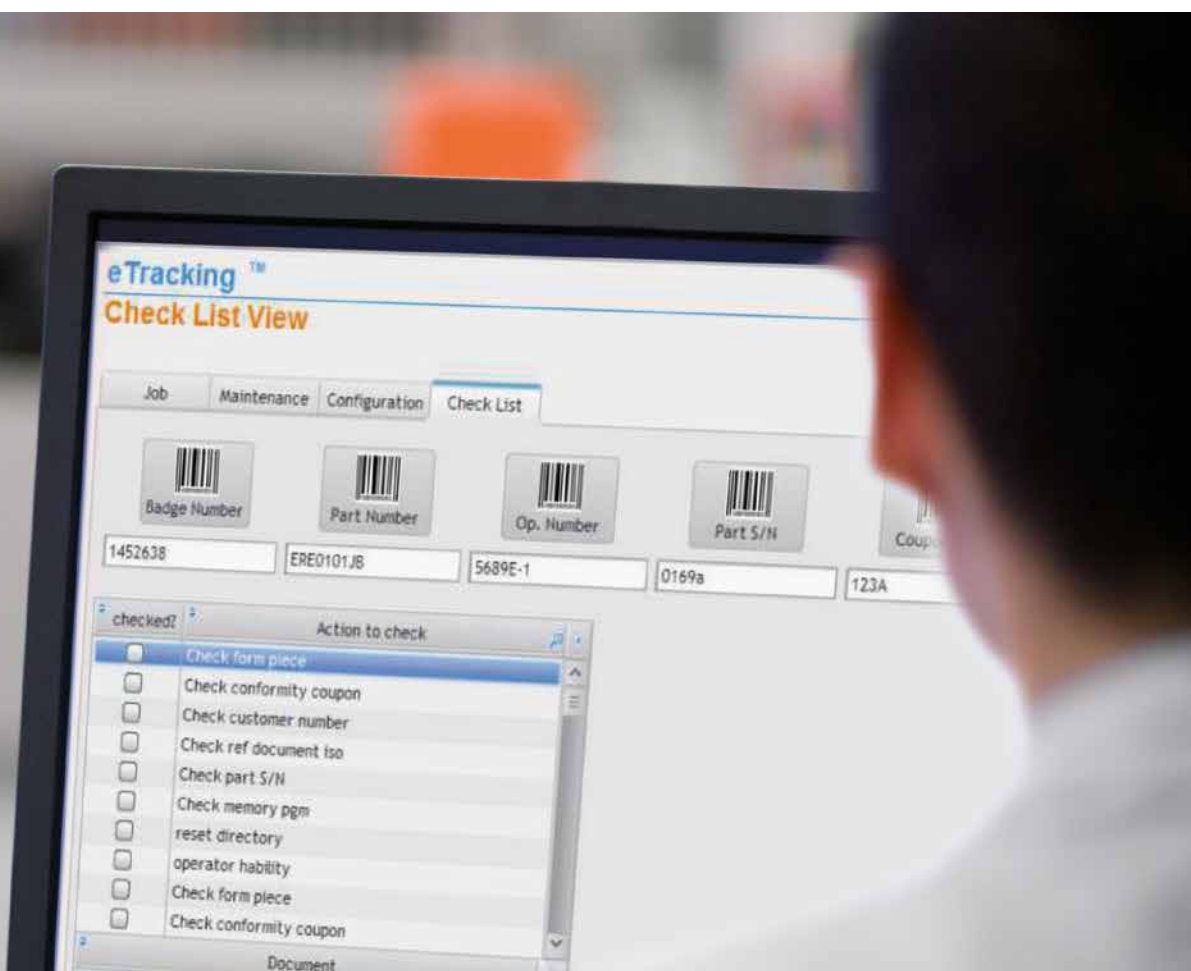 eTracking ™
Check List View
Job Maintenance Configuration Check List
Badge Number Part Number Op. Number Part S/N
1452638 ERE0101JB 5689E-1 0169a 123A
checked? Action to check
Check form piece
Check conformity coupon
Check customer number
Check ref document iso
Check part S/N
Check memory pgm
reset directory
operator hability
Check form piece
Check conformity coupon
Document